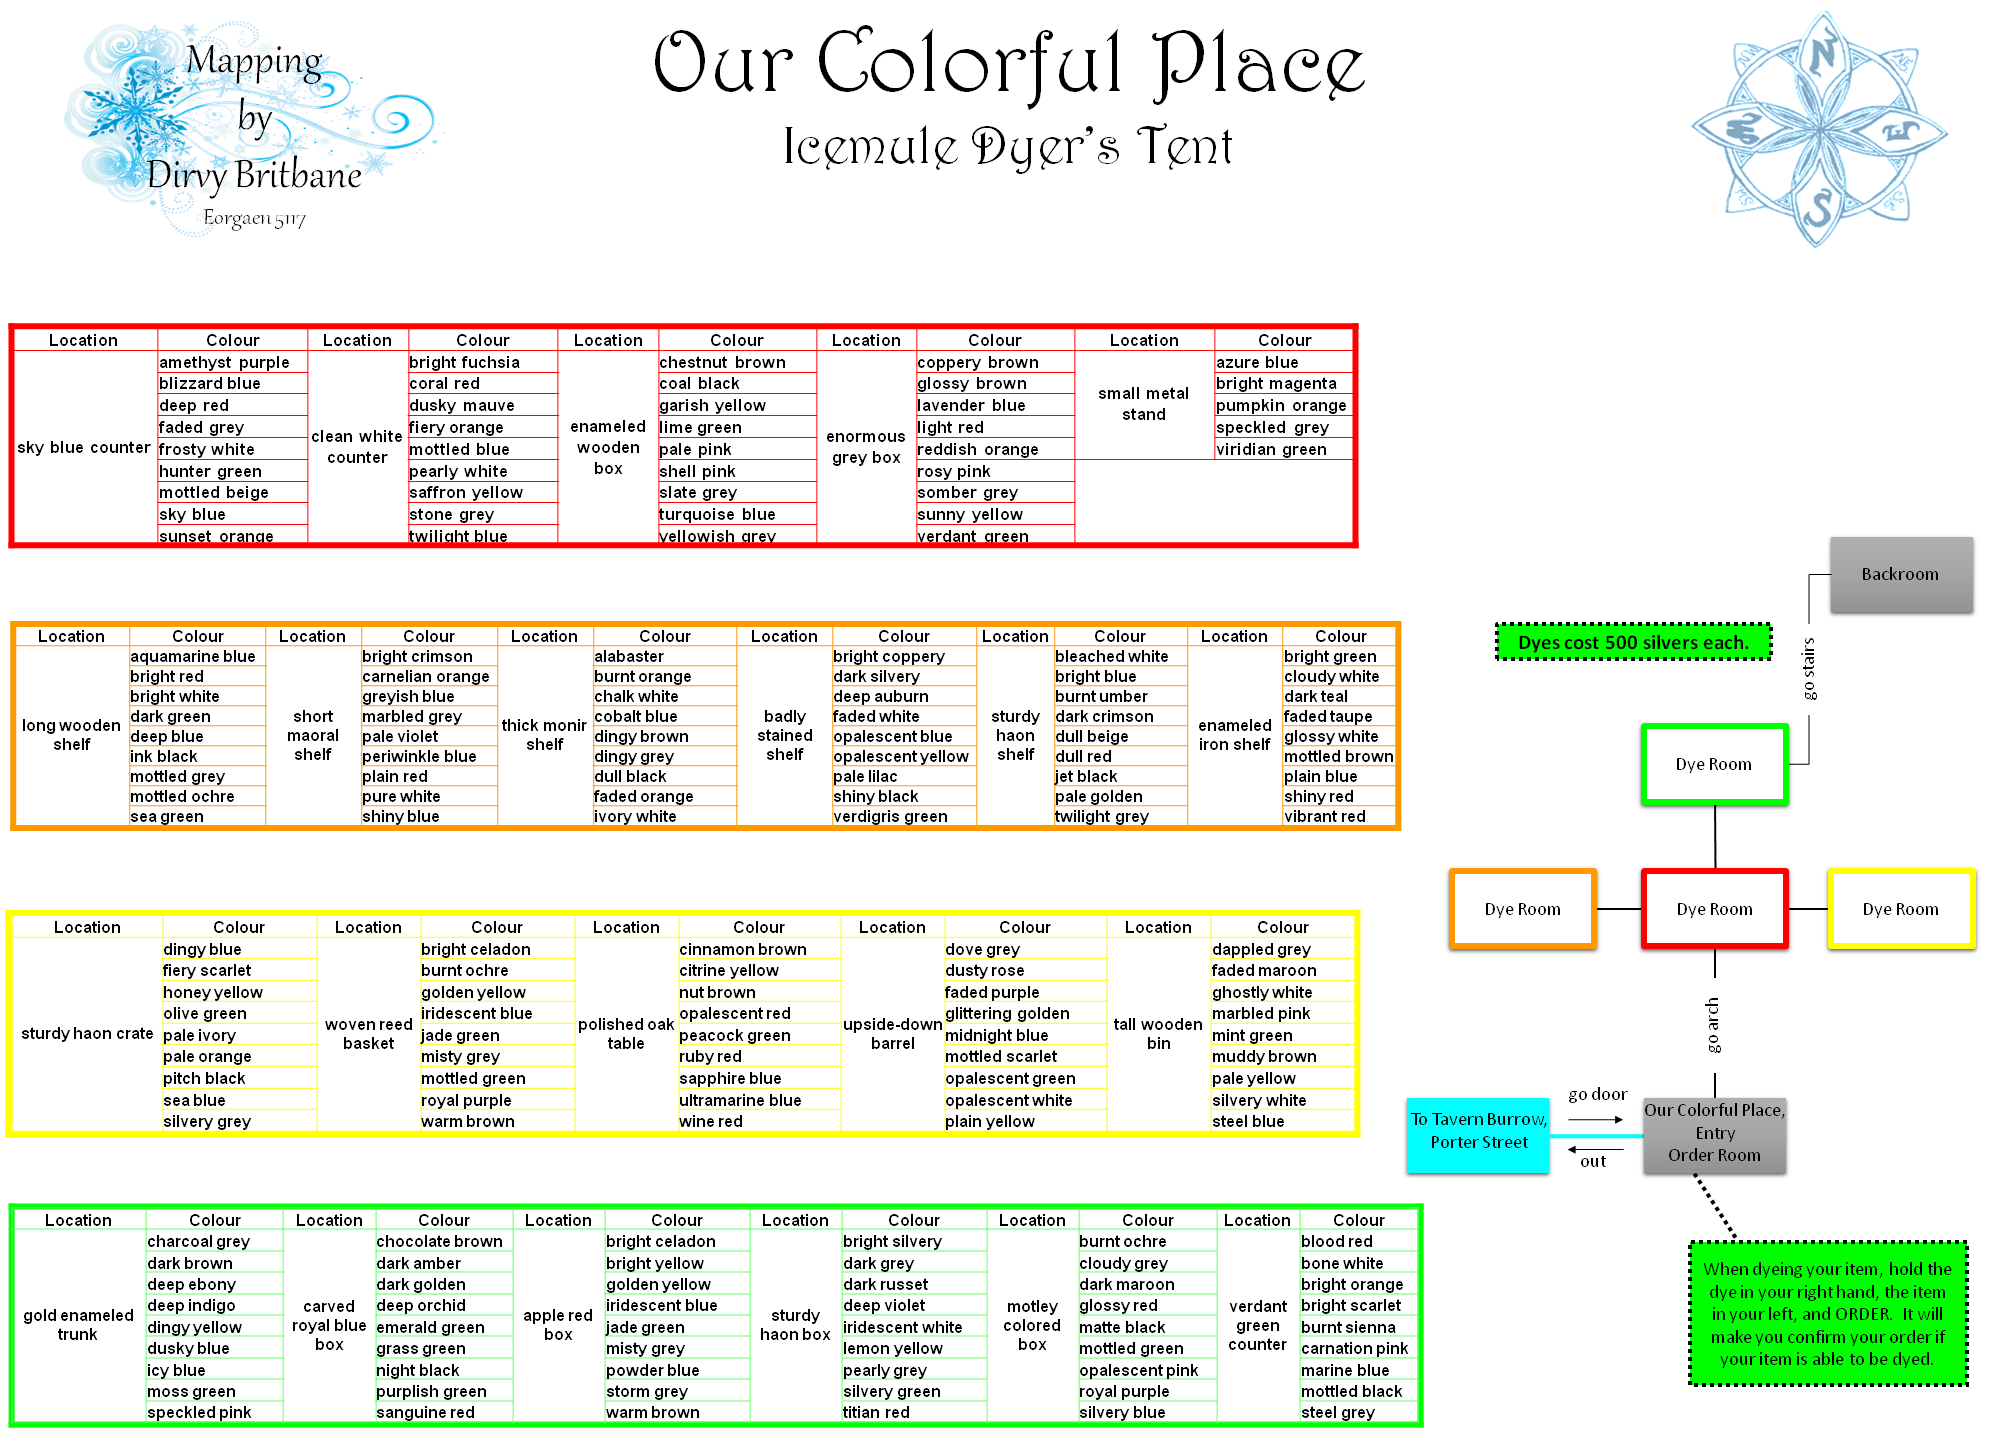 Mapping
by
Dirvy Britbane
Eorgaen 5117
Our Colorful Place
Icemule Dyer's Tent
N
E
S
W
Location Colour Location Colour Location Colour Location Colour Location Colour
sky blue counter
amethyst purple
blizzard blue
deep red
faded grey
frosty white
hunter green
mottled beige
sky blue
sunset orange
clean white
counter
bright fuchsia
coral red
dusky mauve
fiery orange
mottled blue
pearly white
saffron yellow
stone grey
twilight blue
enameled
wooden
box
chestnut brown
coal black
garish yellow
lime green
pale pink
shell pink
slate grey
turquoise blue
yellowish grey
enormous
grey box
coppery brown
glossy brown
lavender blue
light red
reddish orange
rosy pink
somber grey
sunny yellow
verdant green
small metal
stand
azure blue
bright magenta
pumpkin orange
speckled grey
viridian green
Location Colour Location Colour Location Colour Location Colour Location Colour Location Colour
long wooden
shelf
aquamarine blue
bright red
bright white
dark green
deep blue
ink black
mottled grey
mottled ochre
sea green
short
maoral
shelf
bright crimson
carnelian orange
greyish blue
marbled grey
pale violet
periwinkle blue
plain red
pure white
shiny blue
thick monir
shelf
alabaster
burnt orange
chalk white
cobalt blue
dingy brown
dingy grey
dull black
faded orange
ivory white
badly
stained
shelf
bright coppery
dark silvery
deep auburn
faded white
opalescent blue
opalescent yellow
pale lilac
shiny black
verdigris green
sturdy
haon
shelf
bleached white
bright blue
burnt umber
dark crimson
dull beige
dull red
jet black
pale golden
twilight grey
enameled
iron shelf
bright green
cloudy white
dark teal
faded taupe
glossy white
mottled brown
plain blue
shiny red
vibrant red
Location Colour Location Colour Location Colour Location Colour Location Colour
sturdy haon crate
dingy blue
fiery scarlet
honey yellow
olive green
pale ivory
pale orange
pitch black
sea blue
silvery grey
woven reed
basket
bright celadon
burnt ochre
golden yellow
iridescent blue
jade green
misty grey
mottled green
royal purple
warm brown
polished oak
table
cinnamon brown
citrine yellow
nut brown
opalescent red
peacock green
ruby red
sapphire blue
ultramarine blue
wine red
upside-down
barrel
dove grey
dusty rose
faded purple
glittering golden
midnight blue
mottled scarlet
opalescent green
opalescent white
plain yellow
tall wooden
bin
dappled grey
faded maroon
ghostly white
marbled pink
mint green
muddy brown
pale yellow
silvery white
steel blue
Location Colour Location Colour Location Colour Location Colour Location Colour Location Colour
gold enameled
trunk
charcoal grey
dark brown
deep ebony
deep indigo
dingy yellow
dusky blue
icy blue
moss green
speckled pink
carved
royal blue
box
chocolate brown
dark amber
dark golden
deep orchid
emerald green
grass green
night black
purplish green
sanguine red
apple red
box
bright celadon
bright yellow
golden yellow
iridescent blue
jade green
misty grey
powder blue
storm grey
warm brown
sturdy
haon box
bright silvery
dark grey
dark russet
deep violet
iridescent white
lemon yellow
pearly grey
silvery green
titian red
motley
colored
box
burnt ochre
cloudy grey
dark maroon
glossy red
matte black
mottled green
opalescent pink
royal purple
silvery blue
verdant
green
counter
blood red
bone white
bright orange
bright scarlet
burnt sienna
carnation pink
marine blue
mottled black
steel grey
Backroom
Dyes cost 500 silvers each.
go stairs
Dye Room
Dye Room
Dye Room
Dye Room
go arch
go door
To Tavern Burrow,
Porter Street
out
Our Colorful Place,
Entry
Order Room
When dyeing your item, hold the
dye in your right hand, the item
in your left, and ORDER. It will
make you confirm your order if
your item is able to be dyed.